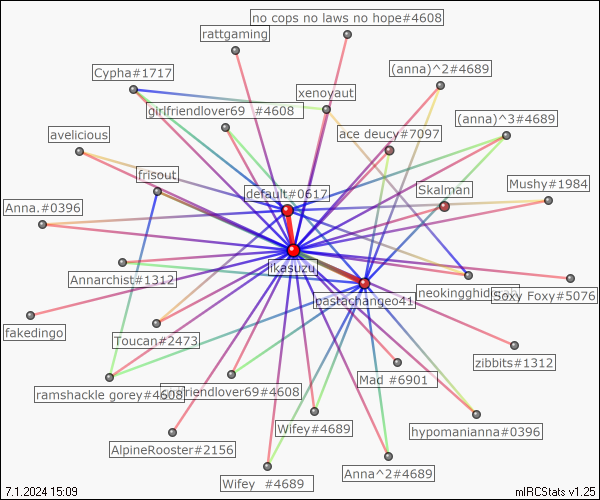 no cops no laws no hope#4608
rattgaming
Cypha#1717
(anna)^2#4689
xenovaut
girlfriendlover69 #4608
(anna)^3#4689
avelicious
ace deucy#7097
frisout
default#0617
Skalman
Mushy#1984
Anna.#0396
likasuzu
Annarchist#1312
pastachangeo41
neokingghid
Soxy Foxy#5076
fakedingo
Toucan#2473
zibbits#1312
Mad #6901
ramshackle gorey#4608
friendlover69#4608
Wifey#4689
hypomanianna#0396
AlpineRooster#2156
Anna^2#4689
Wifey #4689
7.1.2024 15:09
mIRCStats v1.25